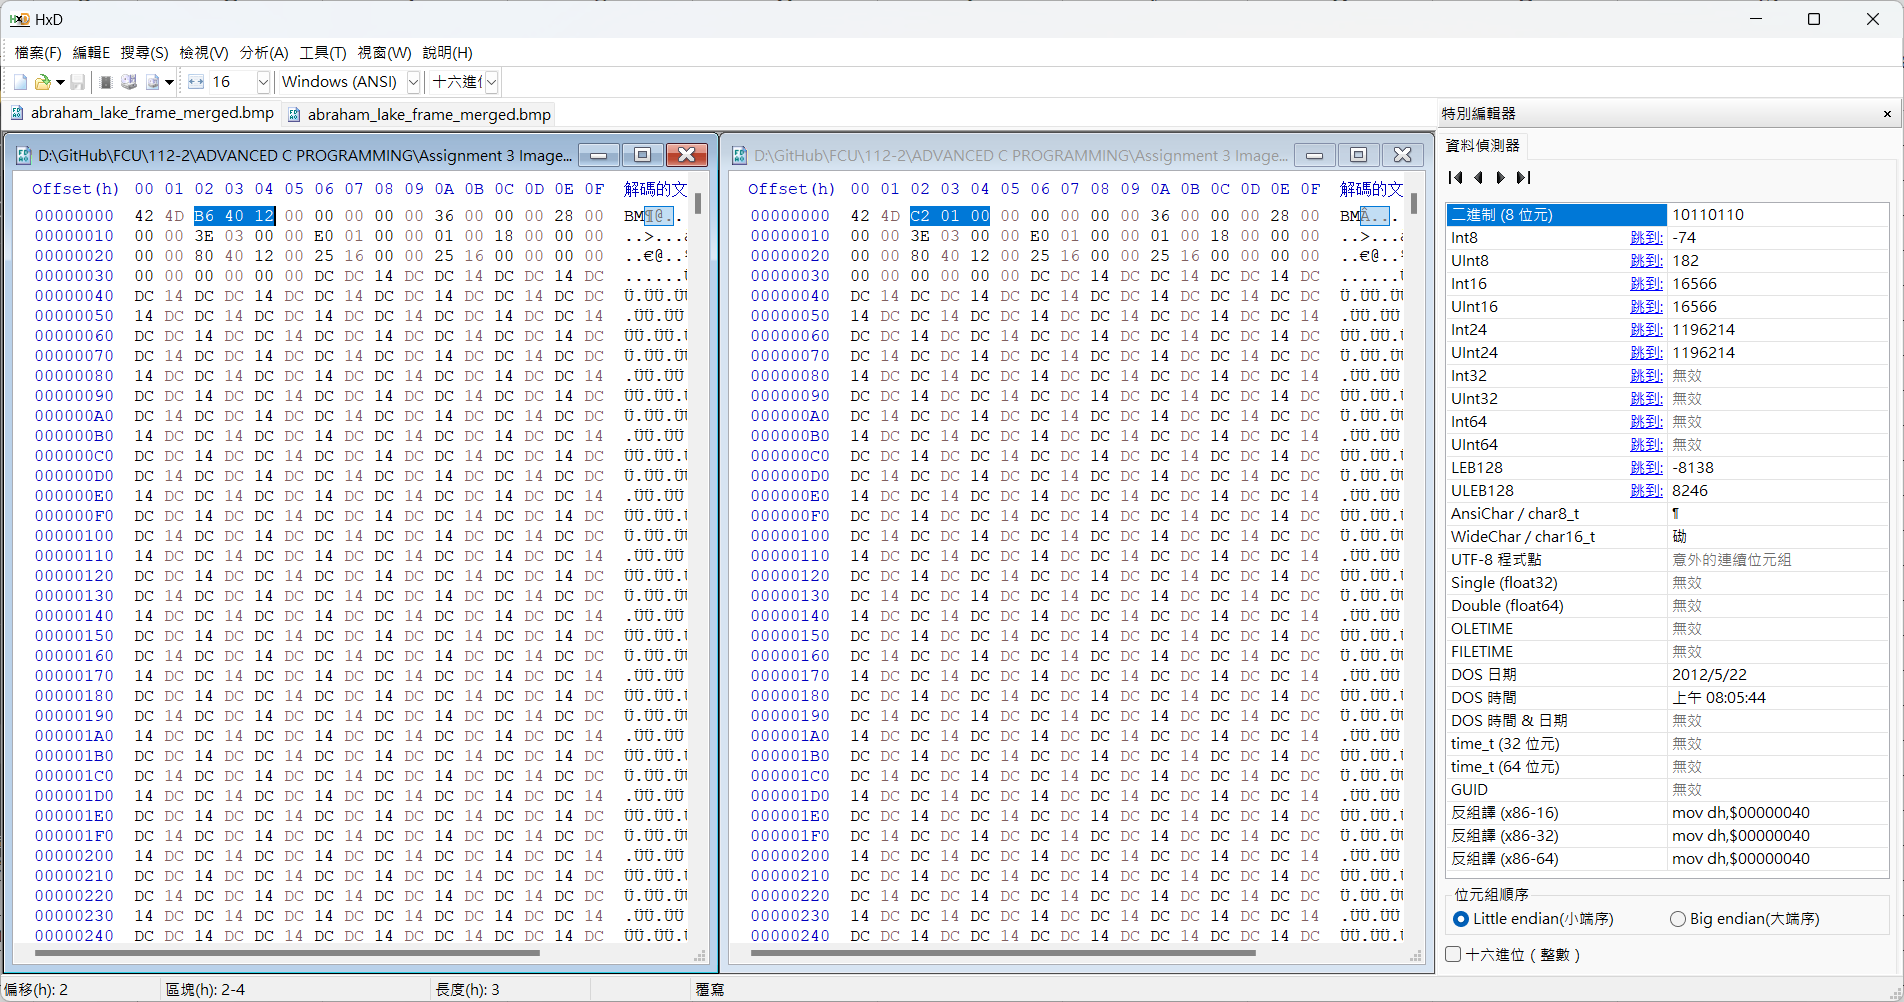 HxD
檔案(F) 編輯E 搜尋(S) 檢視(V) 分析(A) 工具(T) 視窗(W) 說明(H)
16 Windows (ANSI) 十六進
abraham_lake_frame_merged.bmp abraham_lake_frame_merged.bmp
D:\GitHub\FCU\112-2\ADVANCED C PROGRAMMING\Assignment 3 Image...
Offset(h) 00 01 02 03 04 05 06 07 08 09 0A 0B 0C 0D 0E 0F 解碼的文
00000000 42 4D B6 40 12 00 00 00 00 00 36 00 00 00 28 00 BM¶@..
00000010 00 00 3E 03 00 00 E0 01 00 00 01 00 18 00 00 00 ..>...
00000020 00 00 80 40 12 00 25 16 00 00 25 16 00 00 00 00 ..€@..
00000030 00 00 00 00 00 00 DC DC 14 DC DC 14 DC DC 14 DC ......
00000040 DC 14 DC DC 14 DC DC 14 DC DC 14 DC DC 14 DC DC Ü.ÜÜ.Ü
00000050 14 DC DC 14 DC DC 14 DC DC 14 DC DC 14 DC DC 14 .ÜÜ.ÜÜ
00000060 DC DC 14 DC DC 14 DC DC 14 DC DC 14 DC DC 14 DC ÜÜ.ÜÜ.
00000070 DC 14 DC DC 14 DC DC 14 DC DC 14 DC DC 14 DC DC Ü.ÜÜ.Ü
00000080 14 DC DC 14 DC DC 14 DC DC 14 DC DC 14 DC DC 14 .ÜÜ.ÜÜ
00000090 DC DC 14 DC DC 14 DC DC 14 DC DC 14 DC DC 14 DC ÜÜ.ÜÜ.
000000A0 DC 14 DC DC 14 DC DC 14 DC DC 14 DC DC 14 DC DC Ü.ÜÜ.Ü
000000B0 14 DC DC 14 DC DC 14 DC DC 14 DC DC 14 DC DC 14 .ÜÜ.ÜÜ
000000C0 DC DC 14 DC DC 14 DC DC 14 DC DC 14 DC DC 14 DC ÜÜ.ÜÜ.
000000D0 DC 14 DC DC 14 DC DC 14 DC DC 14 DC DC 14 DC DC Ü.ÜÜ.Ü
000000E0 14 DC DC 14 DC DC 14 DC DC 14 DC DC 14 DC DC 14 .ÜÜ.ÜÜ
000000F0 DC DC 14 DC DC 14 DC DC 14 DC DC 14 DC DC 14 DC ÜÜ.ÜÜ.
00000100 DC 14 DC DC 14 DC DC 14 DC DC 14 DC DC 14 DC DC Ü.ÜÜ.Ü
00000110 14 DC DC 14 DC DC 14 DC DC 14 DC DC 14 DC DC 14 .ÜÜ.ÜÜ
00000120 DC DC 14 DC DC 14 DC DC 14 DC DC 14 DC DC 14 DC ÜÜ.ÜÜ.
00000130 DC 14 DC DC 14 DC DC 14 DC DC 14 DC DC 14 DC DC Ü.ÜÜ.Ü
00000140 14 DC DC 14 DC DC 14 DC DC 14 DC DC 14 DC DC 14 .ÜÜ.ÜÜ
00000150 DC DC 14 DC DC 14 DC DC 14 DC DC 14 DC DC 14 DC ÜÜ.ÜÜ.
00000160 DC 14 DC DC 14 DC DC 14 DC DC 14 DC DC 14 DC DC Ü.ÜÜ.Ü
00000170 14 DC DC 14 DC DC 14 DC DC 14 DC DC 14 DC DC 14 .ÜÜ.ÜÜ
00000180 DC DC 14 DC DC 14 DC DC 14 DC DC 14 DC DC 14 DC ÜÜ.ÜÜ.
00000190 DC 14 DC DC 14 DC DC 14 DC DC 14 DC DC 14 DC DC Ü.ÜÜ.Ü
000001A0 14 DC DC 14 DC DC 14 DC DC 14 DC DC 14 DC DC 14 .ÜÜ.ÜÜ
000001B0 DC DC 14 DC DC 14 DC DC 14 DC DC 14 DC DC 14 DC ÜÜ.ÜÜ.
000001C0 DC 14 DC DC 14 DC DC 14 DC DC 14 DC DC 14 DC DC Ü.ÜÜ.Ü
000001D0 14 DC DC 14 DC DC 14 DC DC 14 DC DC 14 DC DC 14 .ÜÜ.ÜÜ
000001E0 DC DC 14 DC DC 14 DC DC 14 DC DC 14 DC DC 14 DC ÜÜ.ÜÜ.
000001F0 DC 14 DC DC 14 DC DC 14 DC DC 14 DC DC 14 DC DC Ü.ÜÜ.Ü
00000200 14 DC DC 14 DC DC 14 DC DC 14 DC DC 14 DC DC 14 .ÜÜ.ÜÜ
00000210 DC DC 14 DC DC 14 DC DC 14 DC DC 14 DC DC 14 DC ÜÜ.ÜÜ.
00000220 DC 14 DC DC 14 DC DC 14 DC DC 14 DC DC 14 DC DC Ü.ÜÜ.Ü
00000230 14 DC DC 14 DC DC 14 DC DC 14 DC DC 14 DC DC 14 .ÜÜ.ÜÜ
00000240 DC DC 14 DC DC 14 DC DC 14 DC DC 14 DC DC 14 DC ÜÜ.ÜÜ.
D:\GitHub\FCU\112-2\ADVANCED C PROGRAMMING\Assignment 3 Image...
Offset(h) 00 01 02 03 04 05 06 07 08 09 0A 0B 0C 0D 0E 0F 解碼的文
00000000 42 4D C2 01 00 00 00 00 00 00 36 00 00 00 28 00 BMÂ...
00000010 00 00 3E 03 00 00 E0 01 00 00 01 00 18 00 00 00 ..>...
00000020 00 00 80 40 12 00 25 16 00 00 25 16 00 00 00 00 ..€@..
00000030 00 00 00 00 00 00 DC DC 14 DC DC 14 DC DC 14 DC ......
00000040 DC 14 DC DC 14 DC DC 14 DC DC 14 DC DC 14 DC DC Ü.ÜÜ.Ü
00000050 14 DC DC 14 DC DC 14 DC DC 14 DC DC 14 DC DC 14 .ÜÜ.ÜÜ
00000060 DC DC 14 DC DC 14 DC DC 14 DC DC 14 DC DC 14 DC ÜÜ.ÜÜ.
00000070 DC 14 DC DC 14 DC DC 14 DC DC 14 DC DC 14 DC DC Ü.ÜÜ.Ü
00000080 14 DC DC 14 DC DC 14 DC DC 14 DC DC 14 DC DC 14 .ÜÜ.ÜÜ
00000090 DC DC 14 DC DC 14 DC DC 14 DC DC 14 DC DC 14 DC ÜÜ.ÜÜ.
000000A0 DC 14 DC DC 14 DC DC 14 DC DC 14 DC DC 14 DC DC Ü.ÜÜ.Ü
000000B0 14 DC DC 14 DC DC 14 DC DC 14 DC DC 14 DC DC 14 .ÜÜ.ÜÜ
000000C0 DC DC 14 DC DC 14 DC DC 14 DC DC 14 DC DC 14 DC ÜÜ.ÜÜ.
000000D0 DC 14 DC DC 14 DC DC 14 DC DC 14 DC DC 14 DC DC Ü.ÜÜ.Ü
000000E0 14 DC DC 14 DC DC 14 DC DC 14 DC DC 14 DC DC 14 .ÜÜ.ÜÜ
000000F0 DC DC 14 DC DC 14 DC DC 14 DC DC 14 DC DC 14 DC ÜÜ.ÜÜ.
00000100 DC 14 DC DC 14 DC DC 14 DC DC 14 DC DC 14 DC DC Ü.ÜÜ.Ü
00000110 14 DC DC 14 DC DC 14 DC DC 14 DC DC 14 DC DC 14 .ÜÜ.ÜÜ
00000120 DC DC 14 DC DC 14 DC DC 14 DC DC 14 DC DC 14 DC ÜÜ.ÜÜ.
00000130 DC 14 DC DC 14 DC DC 14 DC DC 14 DC DC 14 DC DC Ü.ÜÜ.Ü
00000140 14 DC DC 14 DC DC 14 DC DC 14 DC DC 14 DC DC 14 .ÜÜ.ÜÜ
00000150 DC DC 14 DC DC 14 DC DC 14 DC DC 14 DC DC 14 DC ÜÜ.ÜÜ.
00000160 DC 14 DC DC 14 DC DC 14 DC DC 14 DC DC 14 DC DC Ü.ÜÜ.Ü
00000170 14 DC DC 14 DC DC 14 DC DC 14 DC DC 14 DC DC 14 .ÜÜ.ÜÜ
00000180 DC DC 14 DC DC 14 DC DC 14 DC DC 14 DC DC 14 DC ÜÜ.ÜÜ.
00000190 DC 14 DC DC 14 DC DC 14 DC DC 14 DC DC 14 DC DC Ü.ÜÜ.Ü
000001A0 14 DC DC 14 DC DC 14 DC DC 14 DC DC 14 DC DC 14 .ÜÜ.ÜÜ
000001B0 DC DC 14 DC DC 14 DC DC 14 DC DC 14 DC DC 14 DC ÜÜ.ÜÜ.
000001C0 DC 14 DC DC 14 DC DC 14 DC DC 14 DC DC 14 DC DC Ü.ÜÜ.Ü
000001D0 14 DC DC 14 DC DC 14 DC DC 14 DC DC 14 DC DC 14 .ÜÜ.ÜÜ
000001E0 DC DC 14 DC DC 14 DC DC 14 DC DC 14 DC DC 14 DC ÜÜ.ÜÜ.
000001F0 DC 14 DC DC 14 DC DC 14 DC DC 14 DC DC 14 DC DC Ü.ÜÜ.Ü
00000200 14 DC DC 14 DC DC 14 DC DC 14 DC DC 14 DC DC 14 .ÜÜ.ÜÜ
00000210 DC DC 14 DC DC 14 DC DC 14 DC DC 14 DC DC 14 DC ÜÜ.ÜÜ.
00000220 DC 14 DC DC 14 DC DC 14 DC DC 14 DC DC 14 DC DC Ü.ÜÜ.Ü
00000230 14 DC DC 14 DC DC 14 DC DC 14 DC DC 14 DC DC 14 .ÜÜ.ÜÜ
00000240 DC DC 14 DC DC 14 DC DC 14 DC DC 14 DC DC 14 DC ÜÜ.ÜÜ.
特別編輯器
資料偵測器
二進制 (8 位元) 10110110
Int8 跳到: -74
UInt8 跳到: 182
Int16 跳到: 16566
UInt16 跳到: 16566
Int24 跳到: 1196214
UInt24 跳到: 1196214
Int32 跳到: 無效
UInt32 跳到: 無效
Int64 跳到: 無效
UInt64 跳到: 無效
LEB128 跳到: -8138
ULEB128 跳到: 8246
AnsiChar / char8_t ¶
WideChar / char16_t 䂶
UTF-8 程式點 意外的連續位元組
Single (float32) 無效
Double (float64) 無效
OLETIME 無效
FILETIME 無效
DOS 日期 2012/5/22
DOS 時間 上午 08:05:44
DOS 時間 & 日期 無效
time_t (32 位元) 無效
time_t (64 位元) 無效
GUID 無效
反組譯 (x86-16) mov dh,$00000040
反組譯 (x86-32) mov dh,$00000040
反組譯 (x86-64) mov dh,$00000040
位元組順序
Little endian(小端序) Big endian(大端序)
十六進位 ( 整數 )
偏移(h): 2 區塊(h): 2-4 長度(h): 3 覆寫